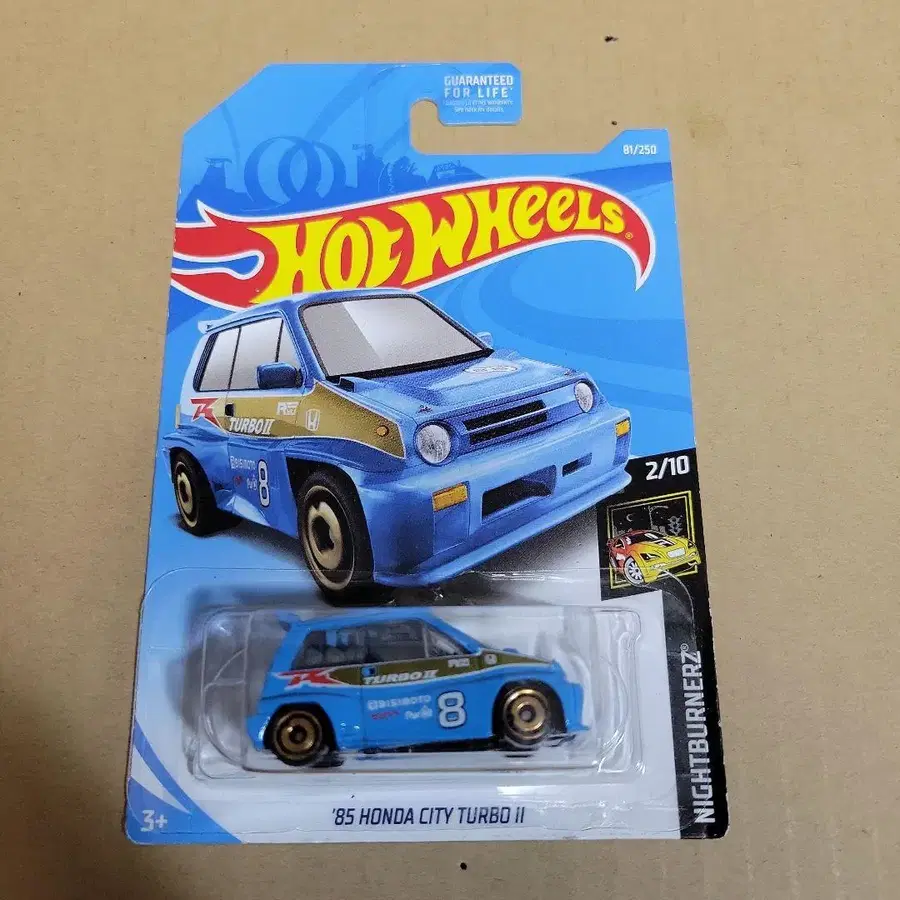 GUARANTEED
FOR LIFE
81/250
HOT WHEELS®
TURBO II
BISIMOTO
8
2/10
NIGHTBURNERZ®
TURBO II
BISIMOTO
8
'85 HONDA CITY TURBO II
3+